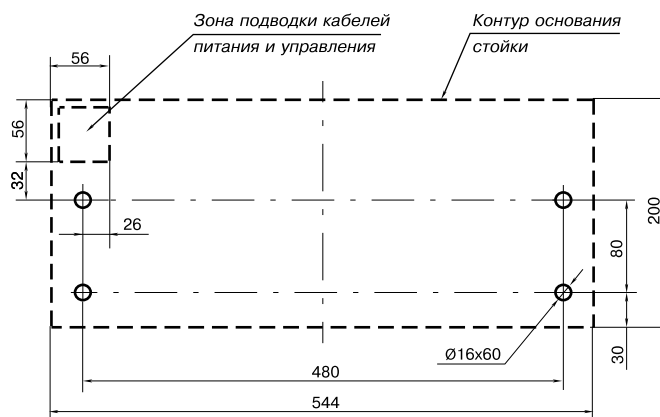 Зона подводки кабелей
питания и управления
Контур основания
стойки
56
56
32
26
200
80
30
Ø16x60
480
544